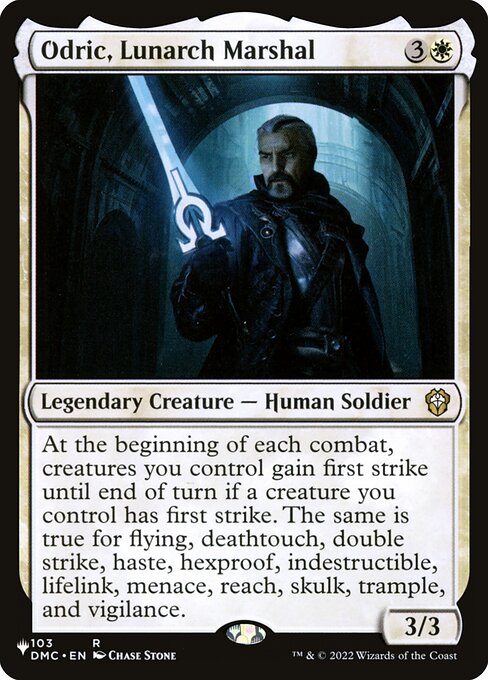 Odric, Lunarch Marshal 3
Legendary Creature — Human Soldier
At the beginning of each combat,
creatures you control gain first strike
until end of turn if a creature you
control has first strike. The same is
true for flying, deathtouch, double
strike, haste, hexproof, indestructible,
lifelink, menace, reach, skulk, trample,
and vigilance.
3/3
103 R
DMC • EN Chase Stone
™ & © 2022 Wizards of the Coast